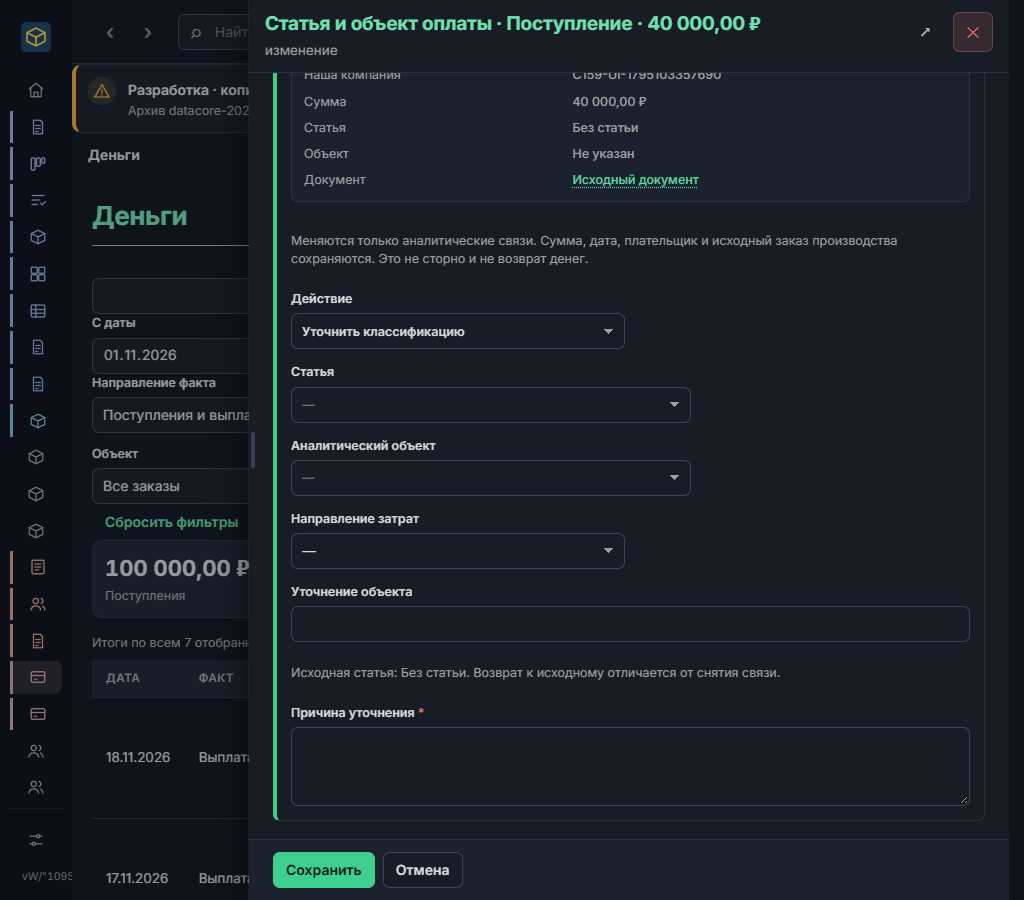 Статья и объект оплаты · Поступление · 40 000,00 ₽
изменение
Найт
Разработка · копи
Архив datacore-202
Деньги
Деньги
С даты
01.11.2026
Направление факта
Поступления и выпла
Объект
Все заказы
Сбросить фильтры
100 000,00 ₽
Поступления
Итоги по всем 7 отобранн
ДАТА ФАКТ
18.11.2026 Выплата
17.11.2026 Выплата
Наша компания C159-UI-1795103357690
Сумма 40 000,00 ₽
Статья Без статьи
Объект Не указан
Документ Исходный документ
Меняются только аналитические связи. Сумма, дата, плательщик и исходный заказ производства
сохраняются. Это не сторно и не возврат денег.
Действие
Уточнить классификацию
Статья
—
Аналитический объект
—
Направление затрат
—
Уточнение объекта
Исходная статья: Без статьи. Возврат к исходному отличается от снятия связи.
Причина уточнения *
Сохранить Отмена